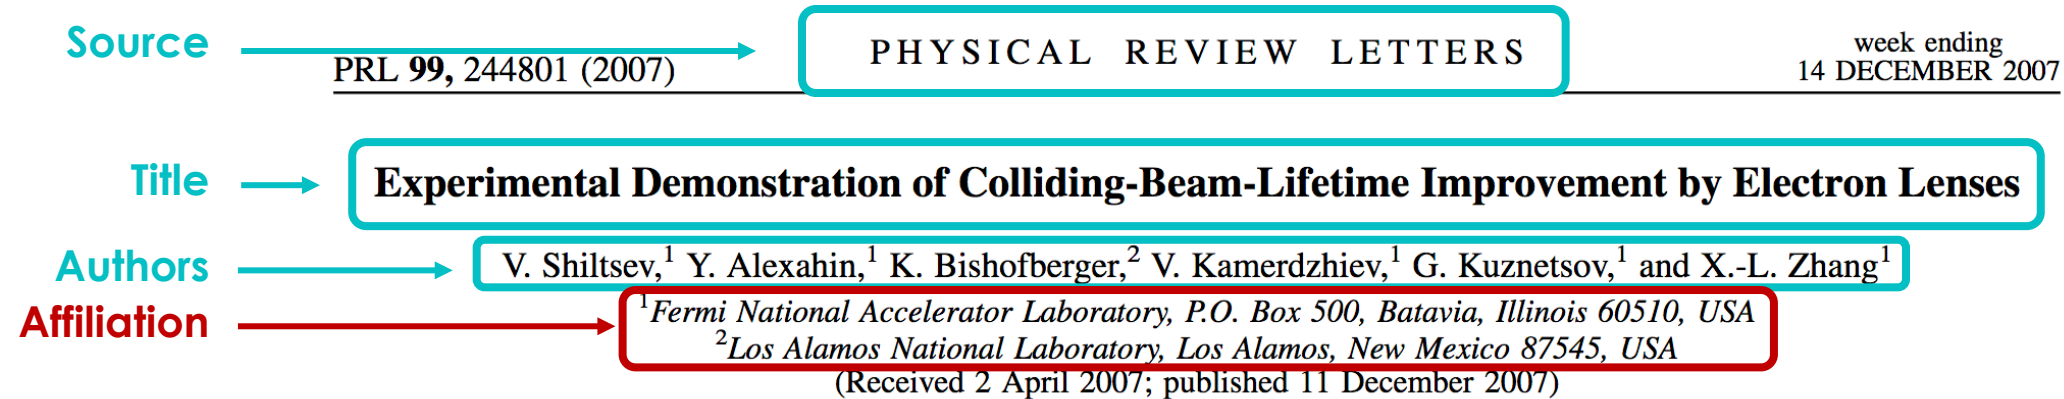 Source
PHYSICAL REVIEW LETTERS
week ending
PRL 99, 244801 (2007)
14 DECEMBER 2007
Title
Experimental Demonstration of Colliding-Beam-Lifetime Improvement by Electron Lenses
Authors
V. Shiltsev,¹ Y. Alexahin,¹ K. Bishofberger,² V. Kamerdzhiev,¹ G. Kuznetsov,¹ and X.-L. Zhang¹
Affiliation
¹Fermi National Accelerator Laboratory, P.O. Box 500, Batavia, Illinois 60510, USA
²Los Alamos National Laboratory, Los Alamos, New Mexico 87545, USA
(Received 2 April 2007; published 11 December 2007)